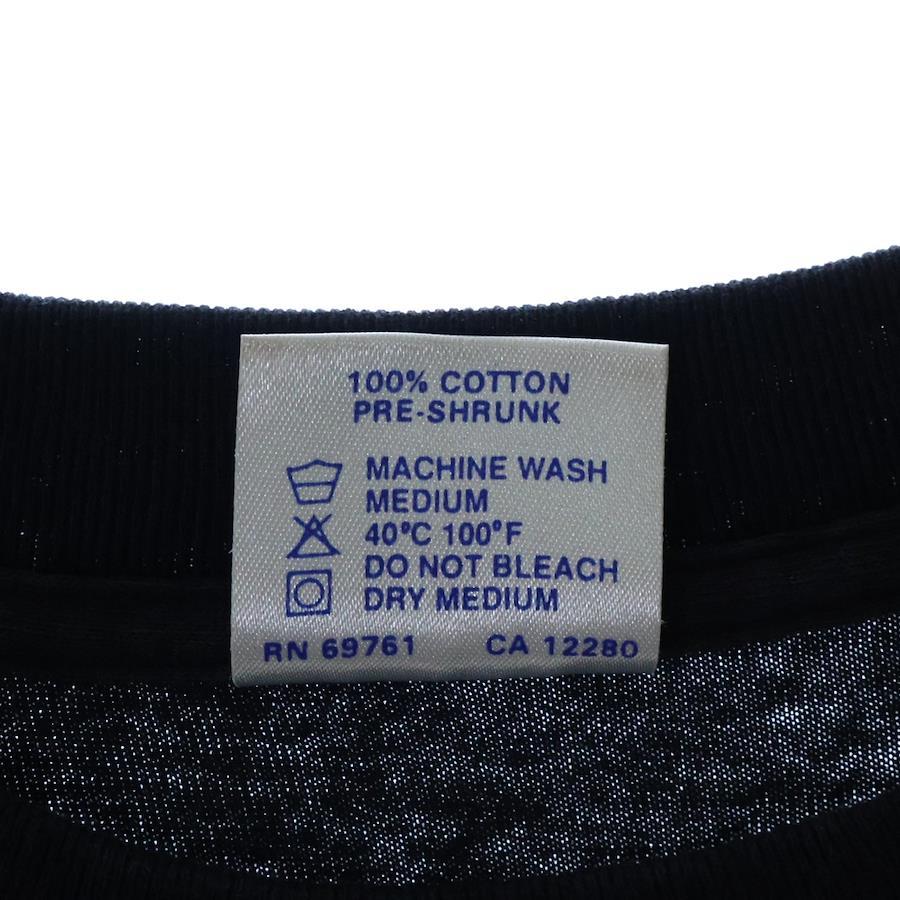 100% COTTON
PRE-SHRUNK
MACHINE WASH
MEDIUM
40°C 100°F
DO NOT BLEACH
DRY MEDIUM
RN 69761 CA 12280